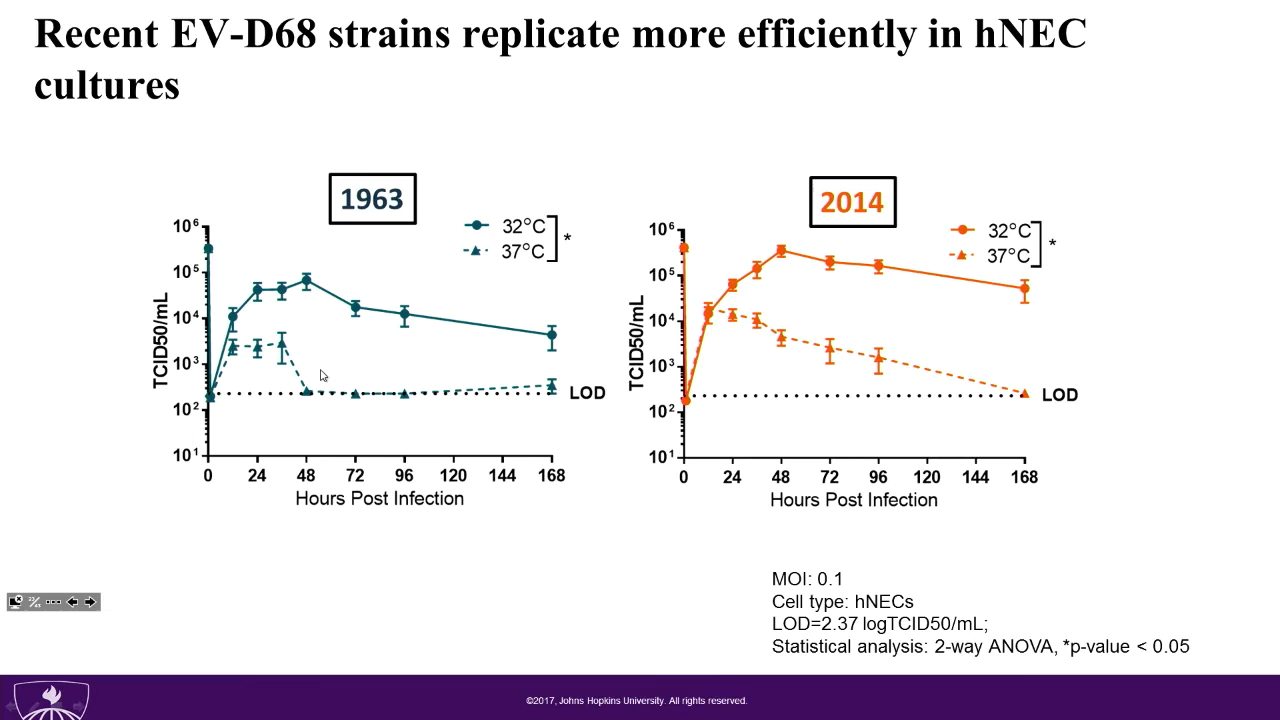 Recent EV-D68 strains replicate more efficiently in hNEC
cultures
1963
32°C
37°C
*
10⁶
10⁵
10⁴
10³
10²
10¹
TCID50/mL
LOD
0 24 48 72 96 120 144 168
Hours Post Infection
2014
32°C
37°C
*
10⁶
10⁵
10⁴
10³
10²
10¹
TCID50/mL
LOD
0 24 48 72 96 120 144 168
Hours Post Infection
MOI: 0.1
Cell type: hNECs
LOD=2.37 logTCID50/mL;
Statistical analysis: 2-way ANOVA, *p-value < 0.05
©2017, Johns Hopkins University. All rights reserved.